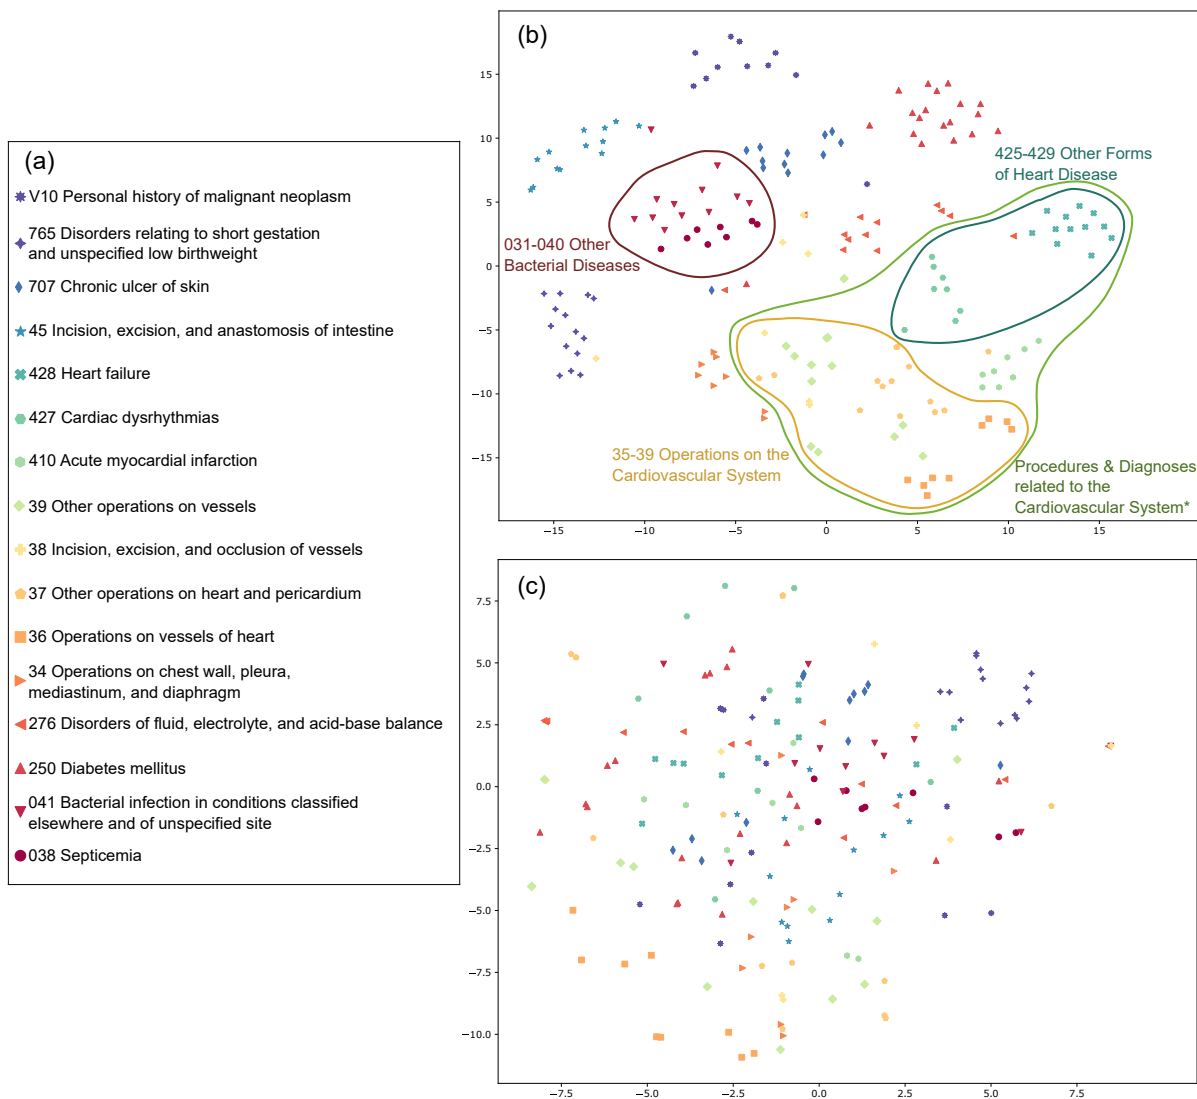 (a)
V10 Personal history of malignant neoplasm
765 Disorders relating to short gestation
and unspecified low birthweight
707 Chronic ulcer of skin
45 Incision, excision, and anastomosis of intestine
428 Heart failure
427 Cardiac dysrhythmias
410 Acute myocardial infarction
39 Other operations on vessels
38 Incision, excision, and occlusion of vessels
37 Other operations on heart and pericardium
36 Operations on vessels of heart
34 Operations on chest wall, pleura,
mediastinum, and diaphragm
276 Disorders of fluid, electrolyte, and acid-base balance
250 Diabetes mellitus
041 Bacterial infection in conditions classified
elsewhere and of unspecified site
038 Septicemia
(b)
15
10
5
0
−5
−10
−15
−15
−10
−5
0
5
10
15
425-429 Other Forms
of Heart Disease
031-040 Other
Bacterial Diseases
35-39 Operations on the
Cardiovascular System
Procedures & Diagnoses
related to the
Cardiovascular System*
(c)
7.5
5.0
2.5
0.0
−2.5
−5.0
−7.5
−10.0
−7.5
−5.0
−2.5
0.0
2.5
5.0
7.5